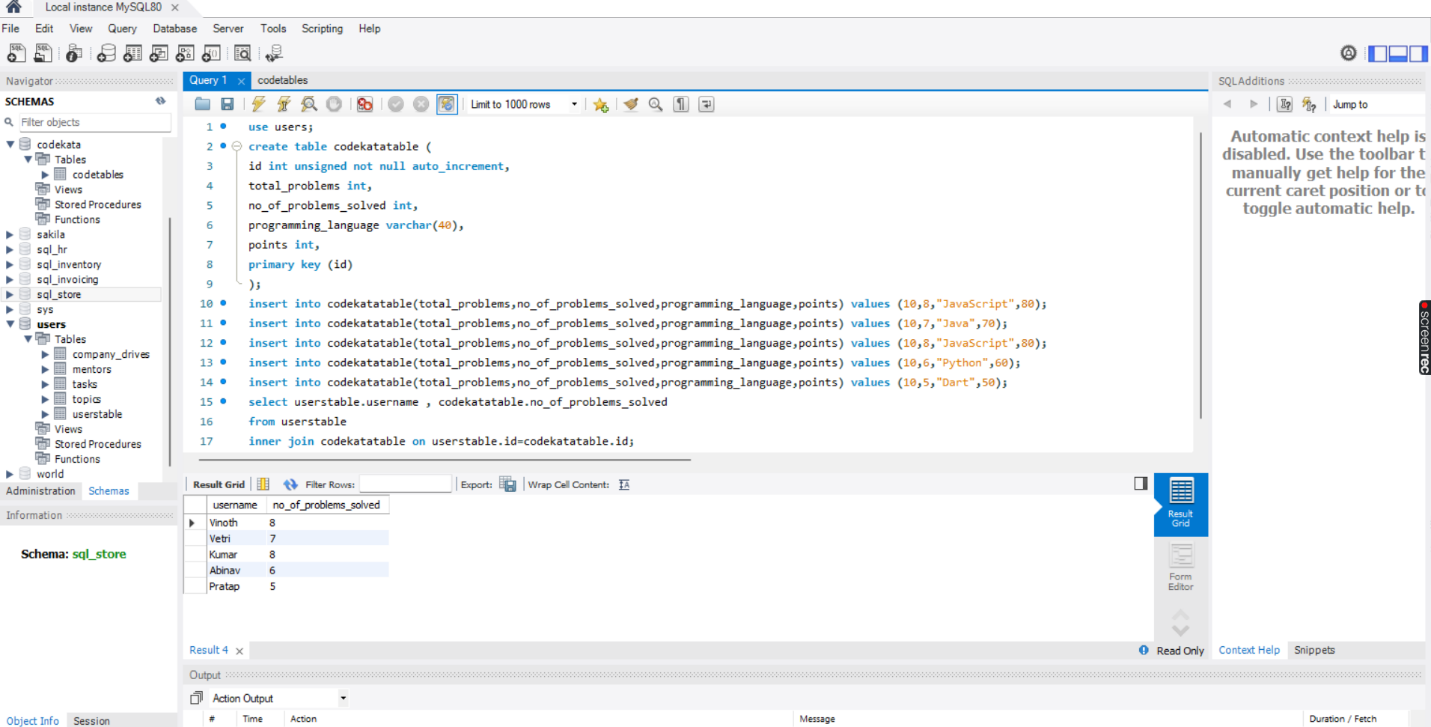 Local instance MySQL80 ×
File Edit View Query Database Server Tools Scripting Help
Navigator
SCHEMAS
Filter objects
codekata
Tables
codetables
Views
Stored Procedures
Functions
sakila
sql_hr
sql_inventory
sql_invoicing
sql_store
sys
users
Tables
company_drives
mentors
tasks
topics
userstable
Views
Stored Procedures
Functions
world
Administration Schemas
Information
Schema: sql_store
Object Info Session
Query 1 × codetables
Limit to 1000 rows
1 use users;
2 create table codekatatable (
3 id int unsigned not null auto_increment,
4 total_problems int,
5 no_of_problems_solved int,
6 programming_language varchar(40),
7 points int,
8 primary key (id)
9 );
10 insert into codekatatable(total_problems,no_of_problems_solved,programming_language,points) values (10,8,"JavaScript",80);
11 insert into codekatatable(total_problems,no_of_problems_solved,programming_language,points) values (10,7,"Java",70);
12 insert into codekatatable(total_problems,no_of_problems_solved,programming_language,points) values (10,8,"JavaScript",80);
13 insert into codekatatable(total_problems,no_of_problems_solved,programming_language,points) values (10,6,"Python",60);
14 insert into codekatatable(total_problems,no_of_problems_solved,programming_language,points) values (10,5,"Dart",50);
15 select userstable.username , codekatatable.no_of_problems_solved
16 from userstable
17 inner join codekatatable on userstable.id=codekatatable.id;
Result Grid Filter Rows: Export: Wrap Cell Content:
username no_of_problems_solved
Vinoth 8
Vetri 7
Kumar 8
Abinav 6
Pratap 5
Result
Grid
Form
Editor
Result 4 × Read Only
Output
Action Output
# Time Action Message Duration / Fetch
SQLAdditions
Jump to
Automatic context help is
disabled. Use the toolbar t
manually get help for the
current caret position or to
toggle automatic help.
Context Help Snippets
screenrec